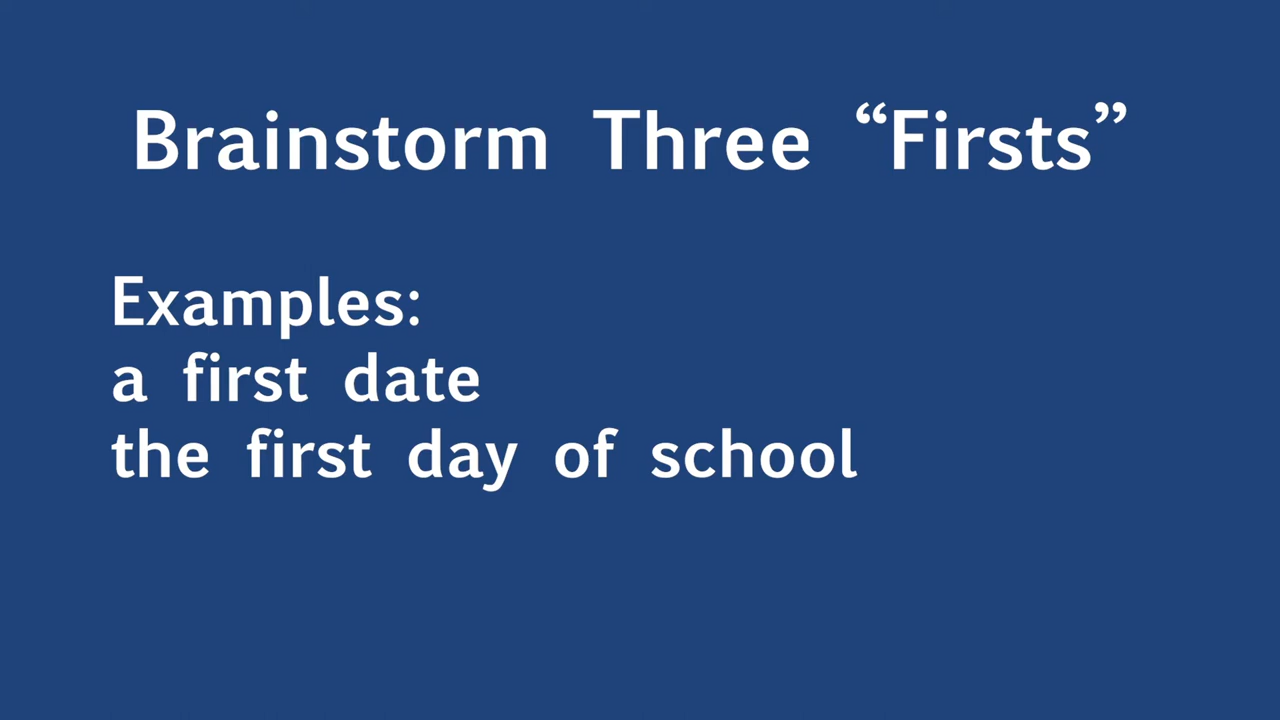 Brainstorm Three “Firsts”
Examples:
a first date
the first day of school